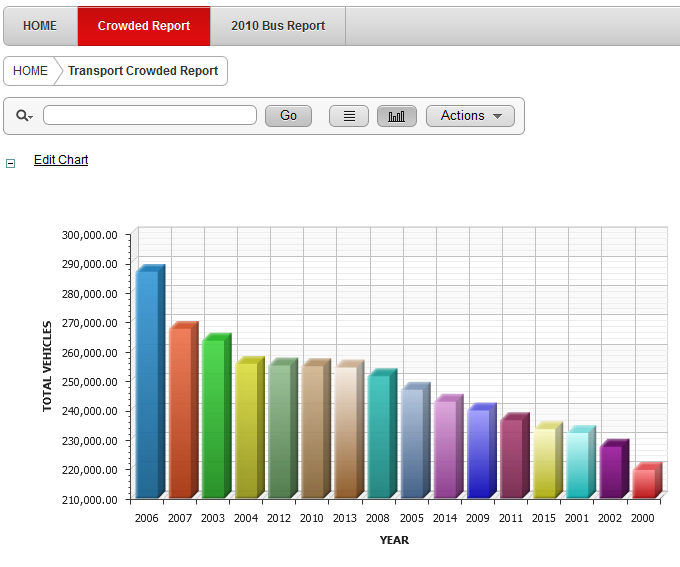 HOME Crowded Report 2010 Bus Report
HOME Transport Crowded Report
Go Actions
Edit Chart
300,000.00
290,000.00
280,000.00
270,000.00
260,000.00
250,000.00
240,000.00
230,000.00
220,000.00
210,000.00
TOTAL VEHICLES
2006 2007 2003 2004 2012 2010 2013 2008 2005 2014 2009 2011 2015 2001 2002 2000
YEAR